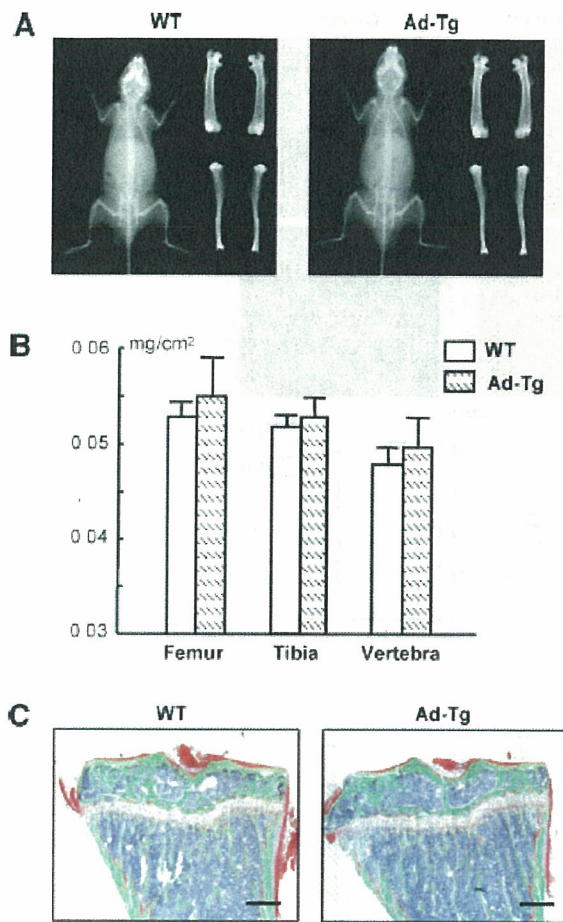 A
WT
Ad-Tg
B
mg/cm²
WT
Ad-Tg
0 06
0 05
0 04
0 03
Femur
Tibia
Vertebra
C
WT
Ad-Tg